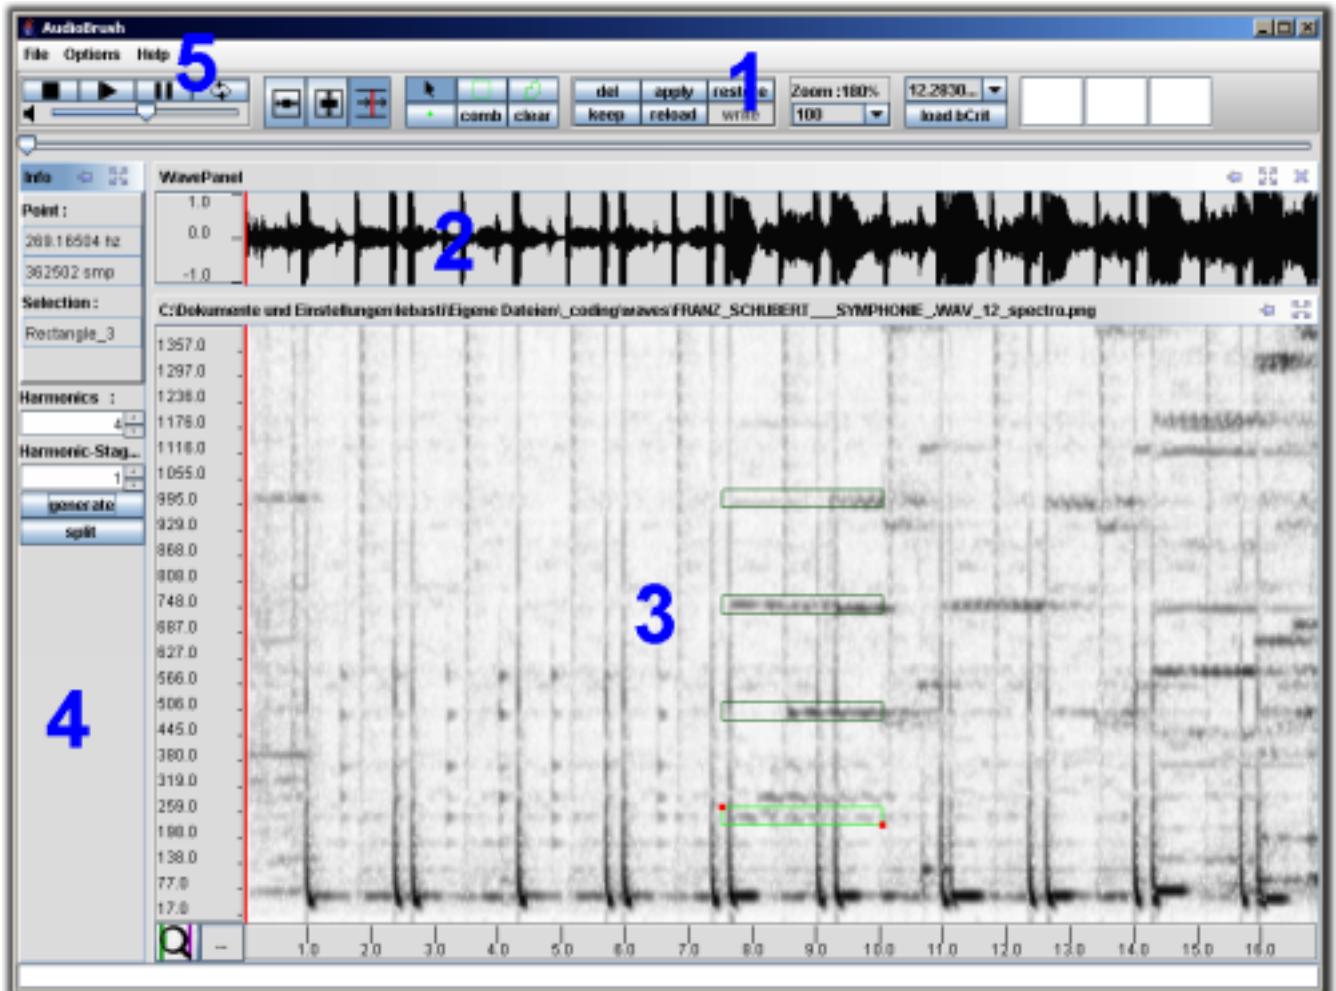 AudioBrush
File Options Help
5
1
del apply restore
keep reload write
comb clear
Zoom :180%
100
12.2830...
load bCrit
Info
Point :
269.16504 hz
362502 smp
Selection :
Rectangle_3
Harmonics :
4
Harmonic-Stag...
1
generate
split
4
WavePanel
1.0
0.0
-1.0
2
C:\Dokumente und Einstellungen\lebasti\Eigene Dateien\_coding\waves\FRANZ_SCHUBERT___SYMPHONIE_.WAV_12_spectro.png
1357.0
1297.0
1236.0
1176.0
1116.0
1055.0
995.0
929.0
868.0
808.0
748.0
687.0
627.0
566.0
506.0
445.0
380.0
319.0
259.0
198.0
138.0
77.0
17.0
3
...
1.0 2.0 3.0 4.0 5.0 6.0 7.0 8.0 9.0 10.0 11.0 12.0 13.0 14.0 15.0 16.0